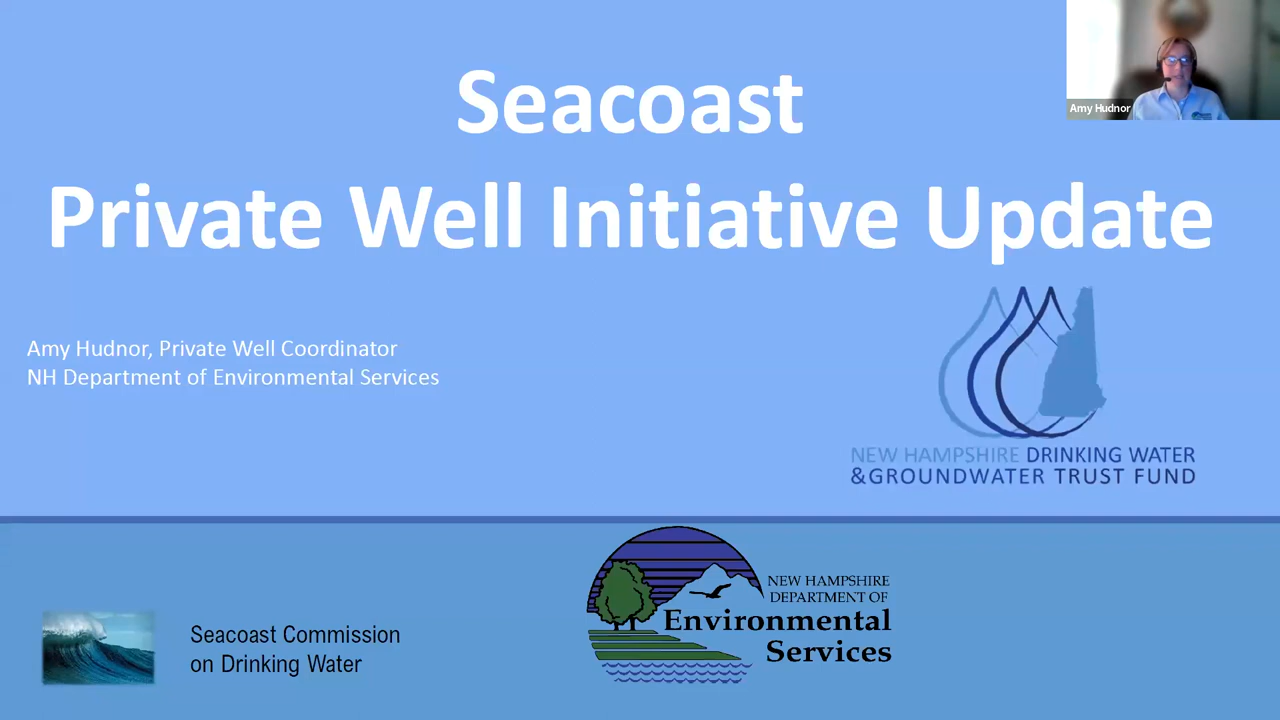 Seacoast
Private Well Initiative Update
Amy Hudnor
Amy Hudnor, Private Well Coordinator
NH Department of Environmental Services
NEW HAMPSHIRE DRINKING WATER
&GROUNDWATER TRUST FUND
Seacoast Commission
on Drinking Water
NEW HAMPSHIRE
DEPARTMENT OF
Environmental
Services